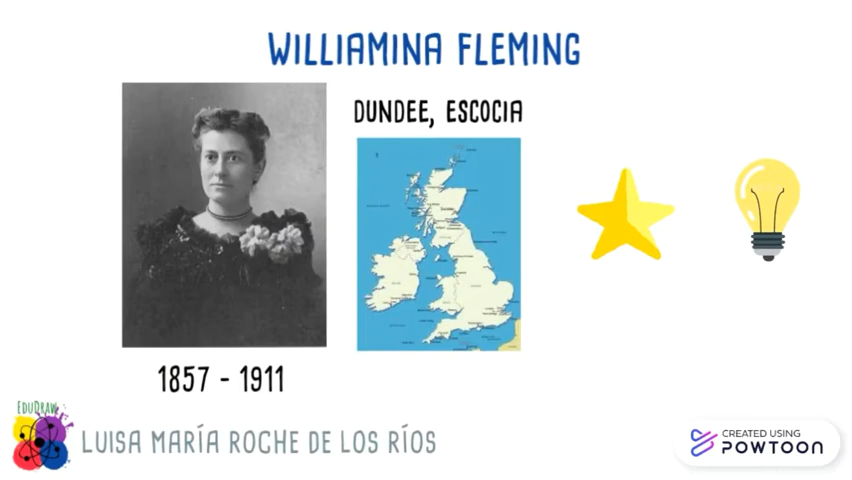 WILLIAMINA FLEMING
DUNDEE, ESCOCIA
1857 - 1911
EDUDRAW
LUISA MARÍA ROCHE DE LOS RÍOS
CREATED USING
POWTOON